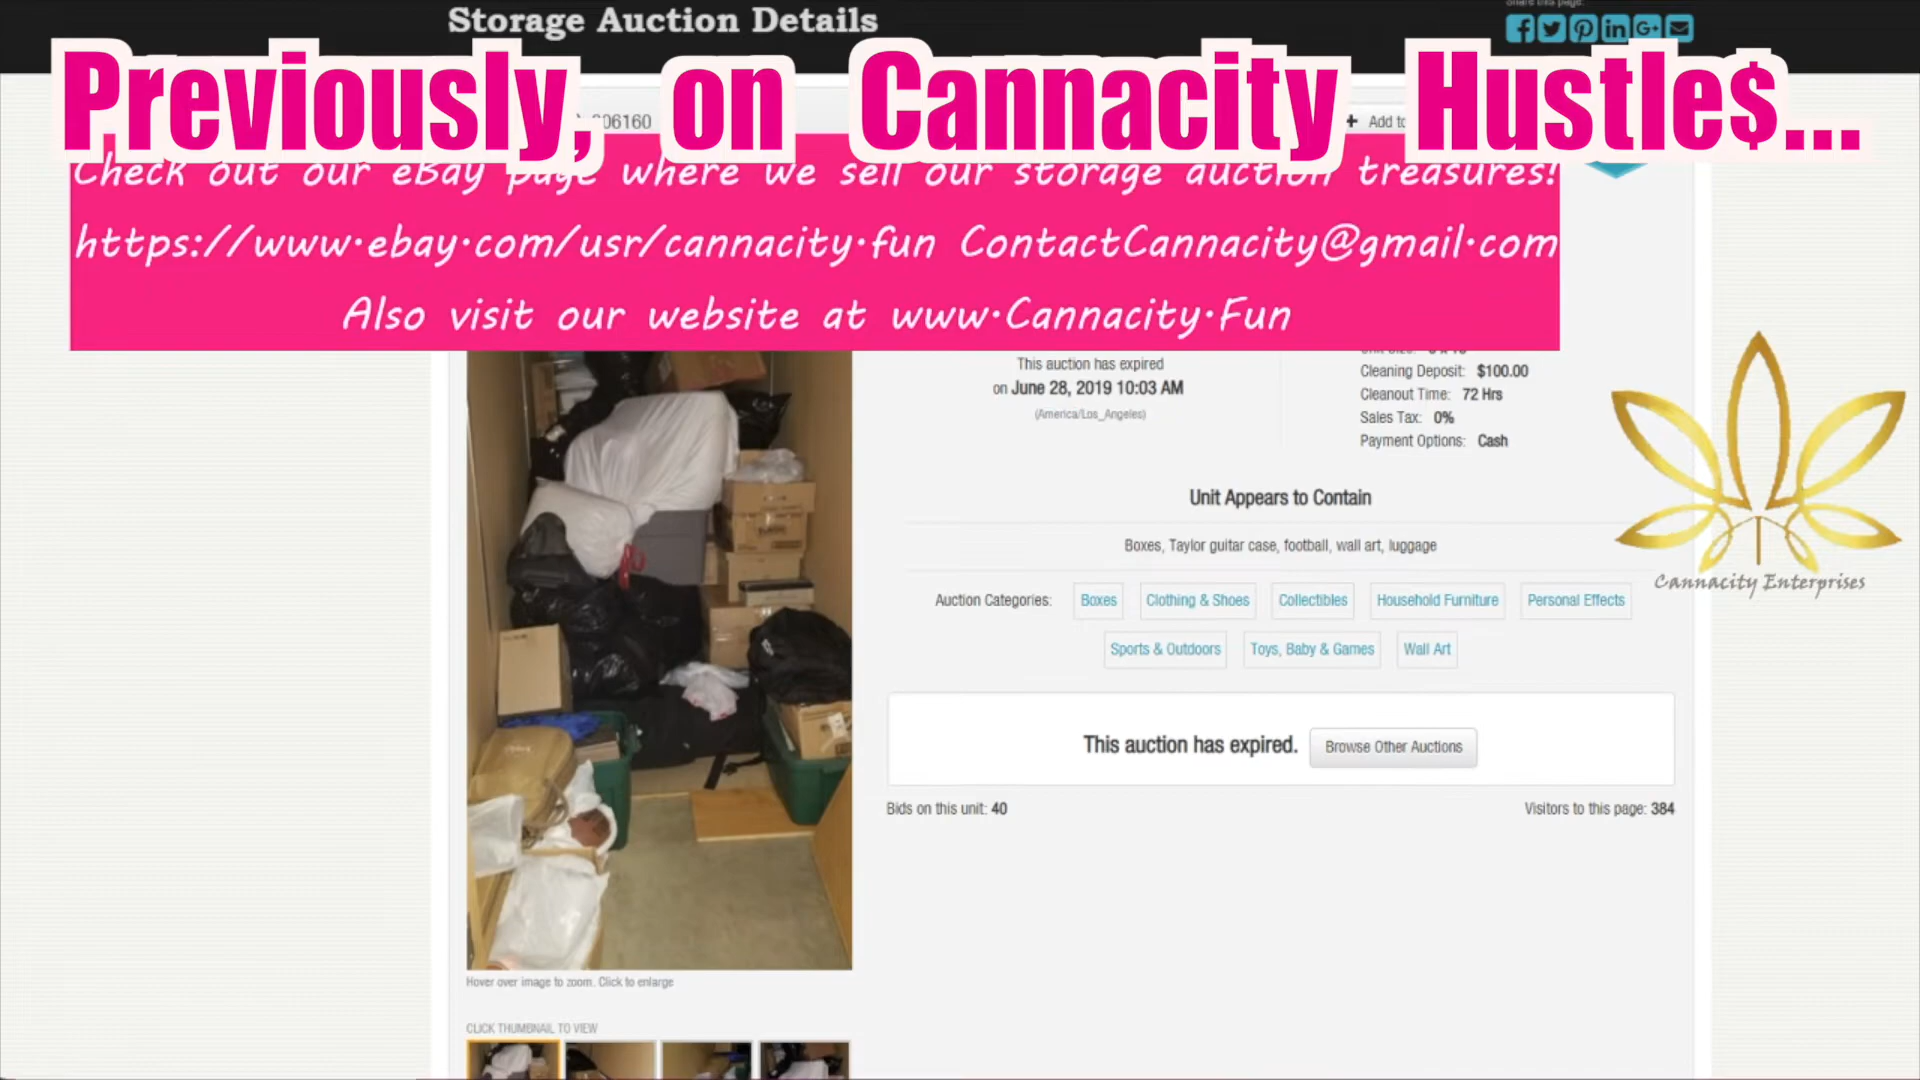 Storage Auction Details
Share this page:
Previously, on Cannacity Hustle$...
06160
Add to
Check out our eBay page where we sell our storage auction treasures!
https://www.ebay.com/usr/cannacity.fun ContactCannacity@gmail.com
Also visit our website at www.Cannacity.Fun
This auction has expired
on June 28, 2019 10:03 AM
(America/Los_Angeles)
Cleaning Deposit: $100.00
Cleanout Time: 72 Hrs
Sales Tax: 0%
Payment Options: Cash
Unit Appears to Contain
Boxes, Taylor guitar case, football, wall art, luggage
Auction Categories: Boxes Clothing & Shoes Collectibles Household Furniture Personal Effects
Sports & Outdoors Toys, Baby & Games Wall Art
Cannacity Enterprises
This auction has expired. Browse Other Auctions
Bids on this unit: 40 Visitors to this page: 384
Hover over image to zoom. Click to enlarge
CLICK THUMBNAIL TO VIEW